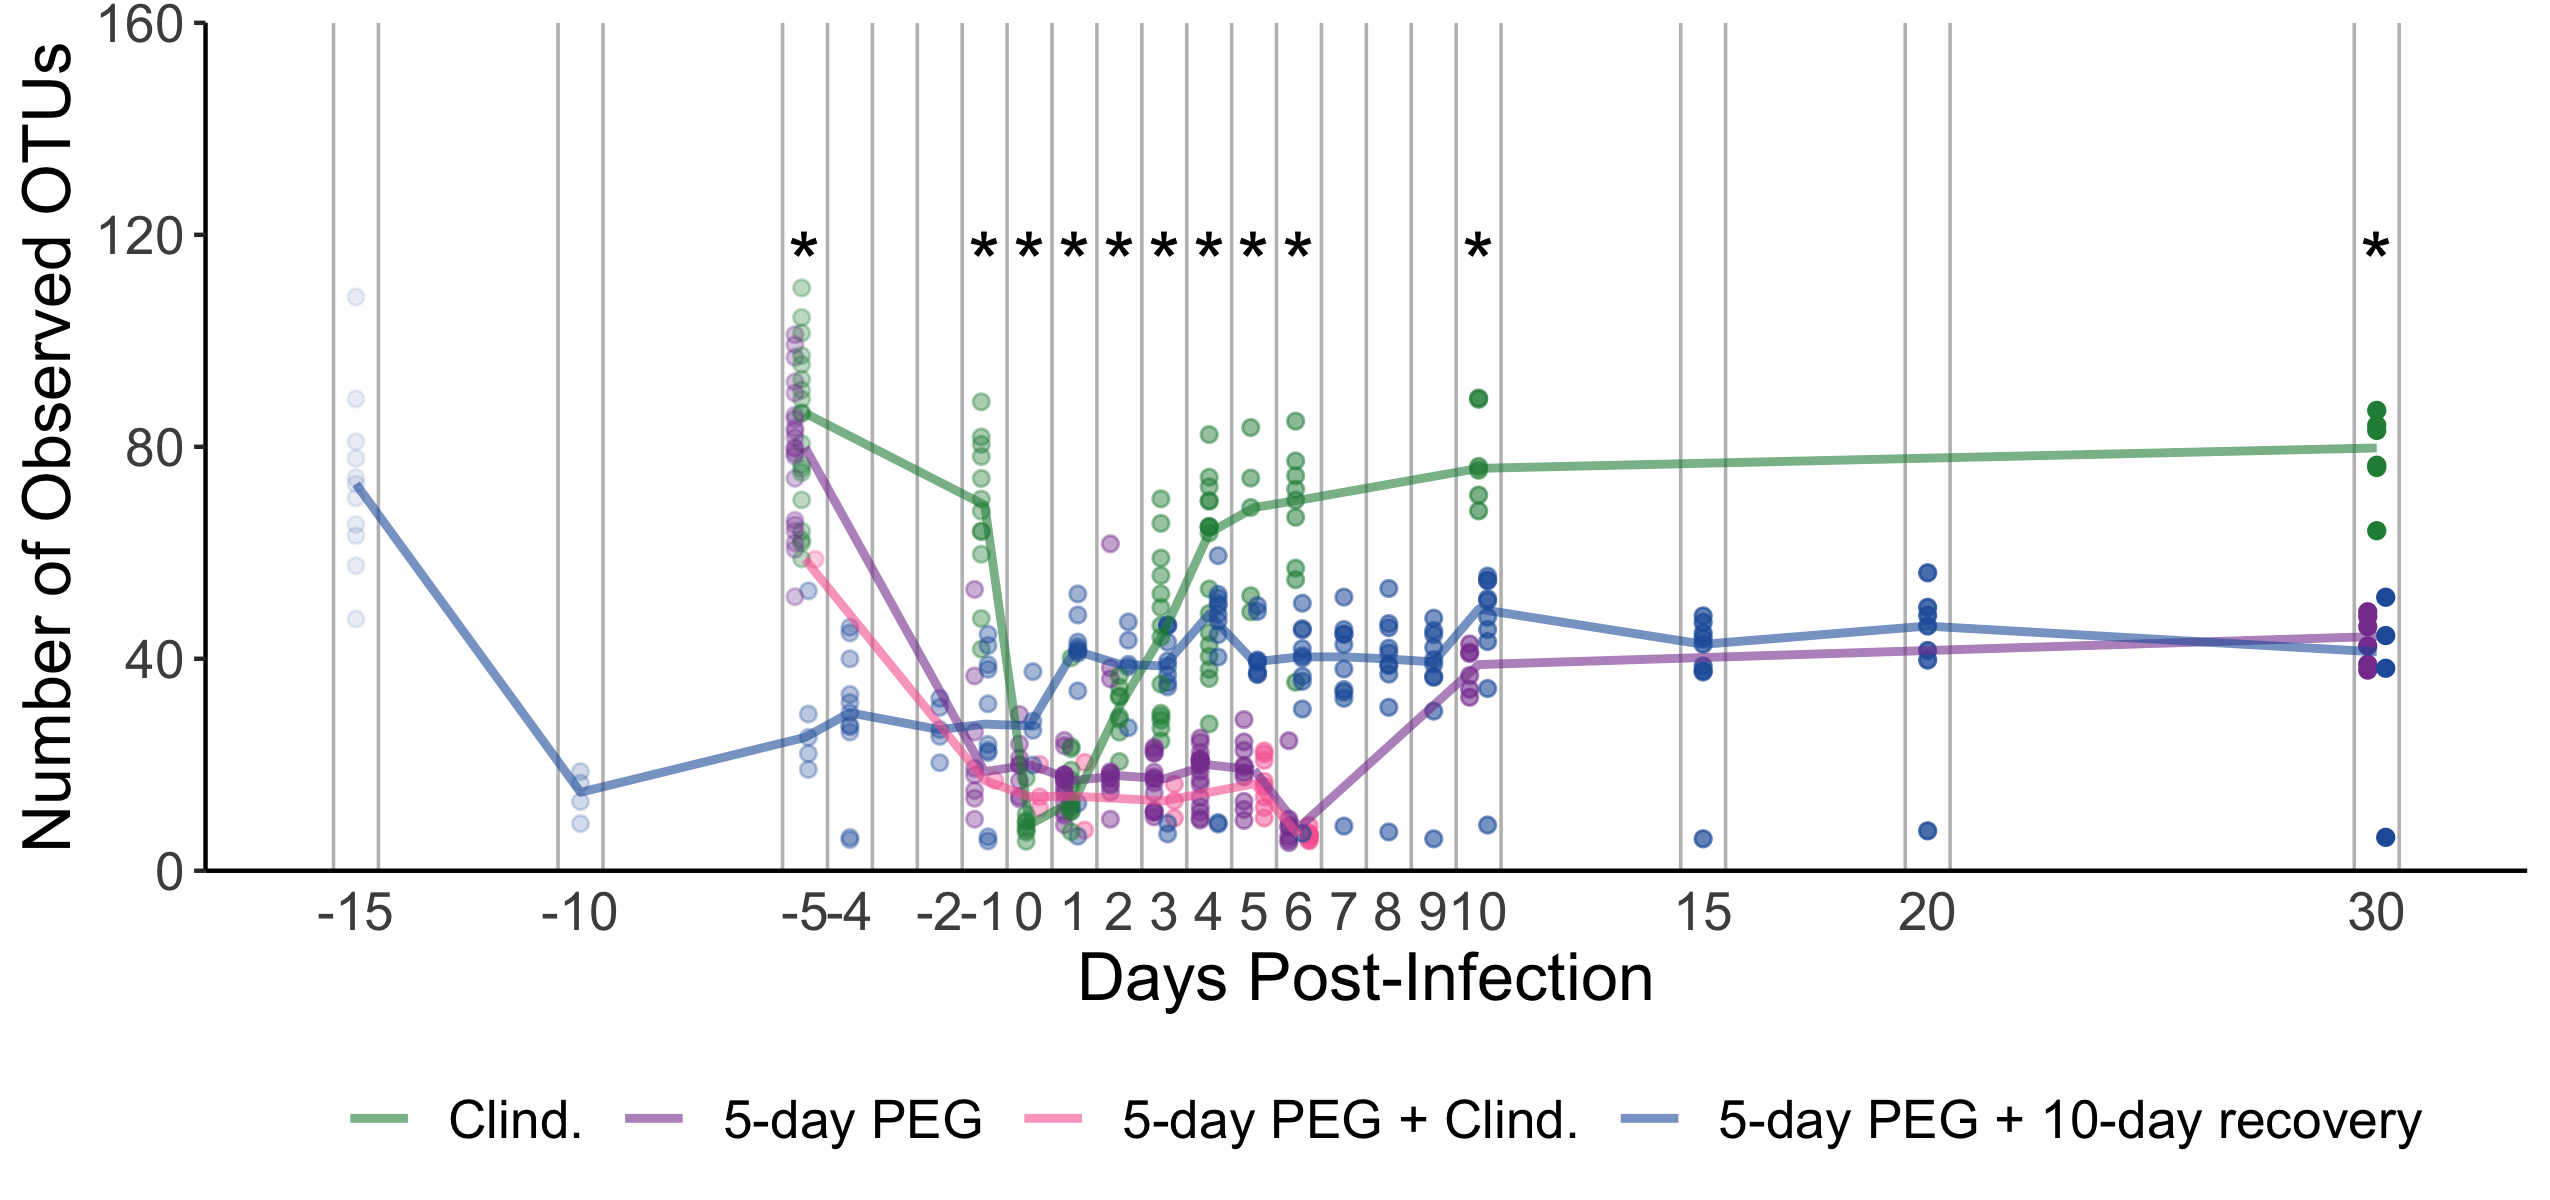 160
120
80
40
0
Number of Observed OTUs
* * * * * * * * * * *
-15 -10 -5 -4 -2 -1 0 1 2 3 4 5 6 7 8 9 10 15 20 30
Days Post-Infection
Clind. 5-day PEG 5-day PEG + Clind. 5-day PEG + 10-day recovery